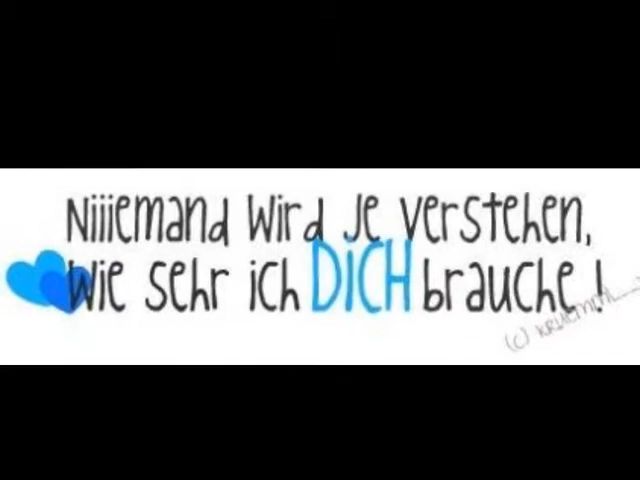 Niiiemand wird je verstehen,
wie sehr ich DiCH brauche !
(c)